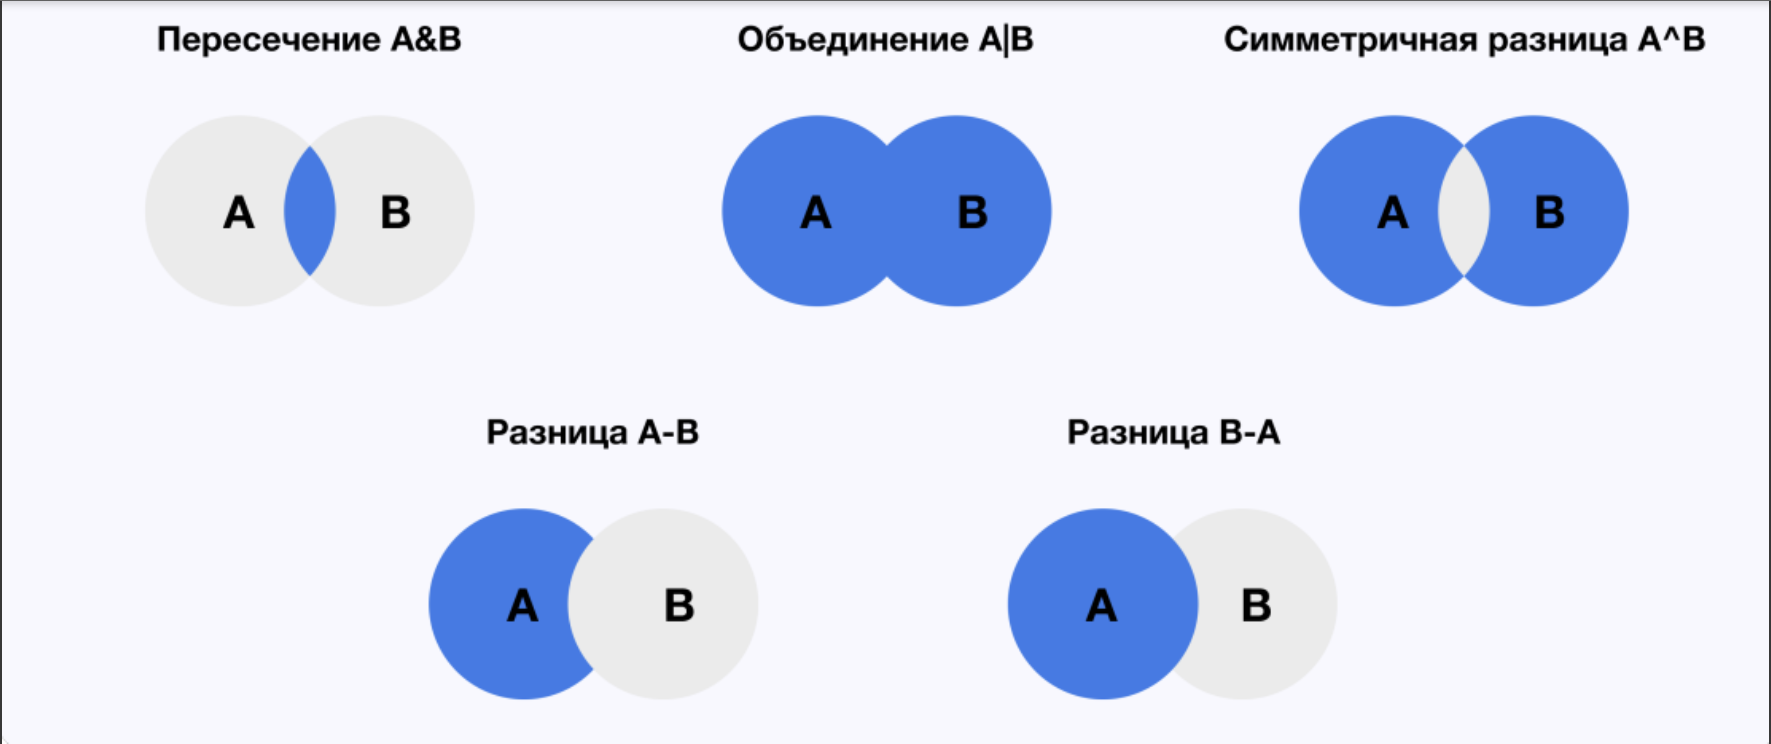 Пересечение A&B
Объединение A|B
Симметричная разница A^B
A B
A B
A B
Разница A-B
Разница B-A
A B
A B